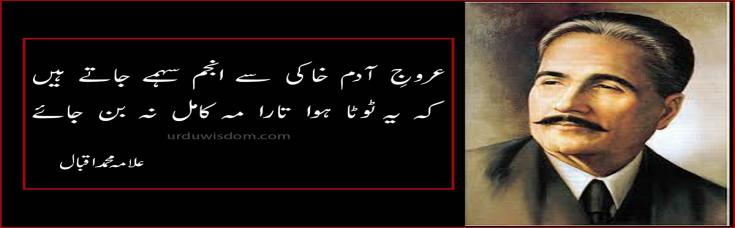 عروجِ آدم خاکی سے انجم سہمے جاتے ہیں
کہ یہ ٹوٹا ہوا تارا مہ کامل نہ بن جائے
urduwisdom.com
علامہ محمد اقبال